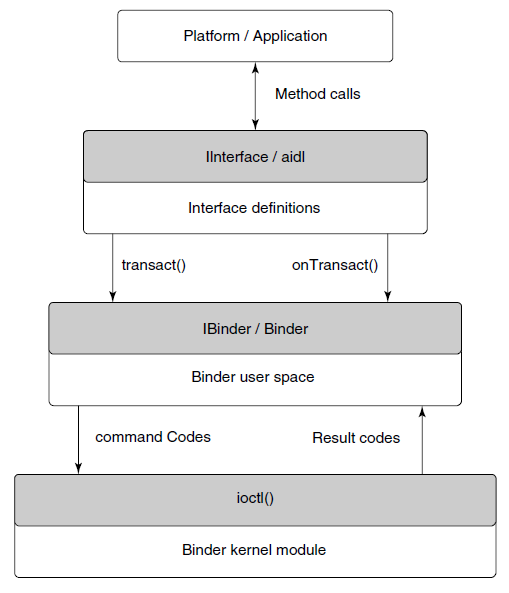 Platform / Application
Method calls
IInterface / aidl
Interface definitions
transact()
onTransact()
IBinder / Binder
Binder user space
command Codes
Result codes
ioctl()
Binder kernel module